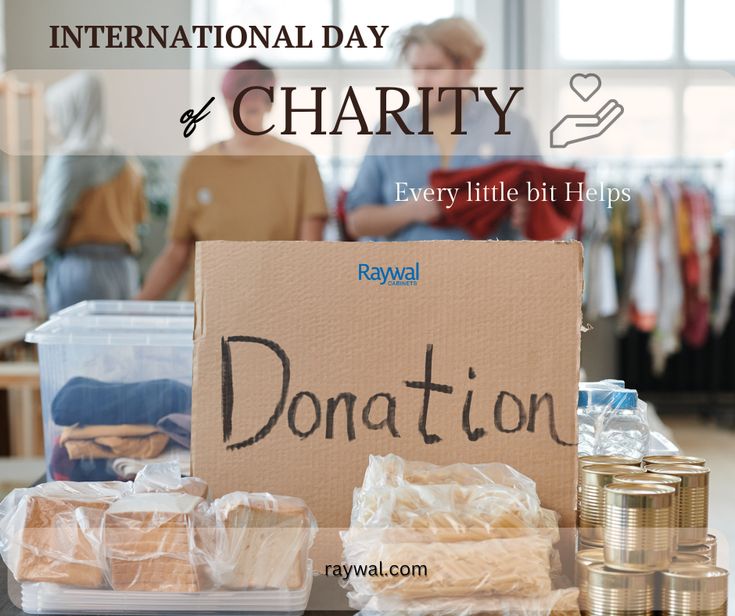 INTERNATIONAL DAY
of CHARITY
Every little bit Helps
Raywal
CABINETS
Donation
raywal.com